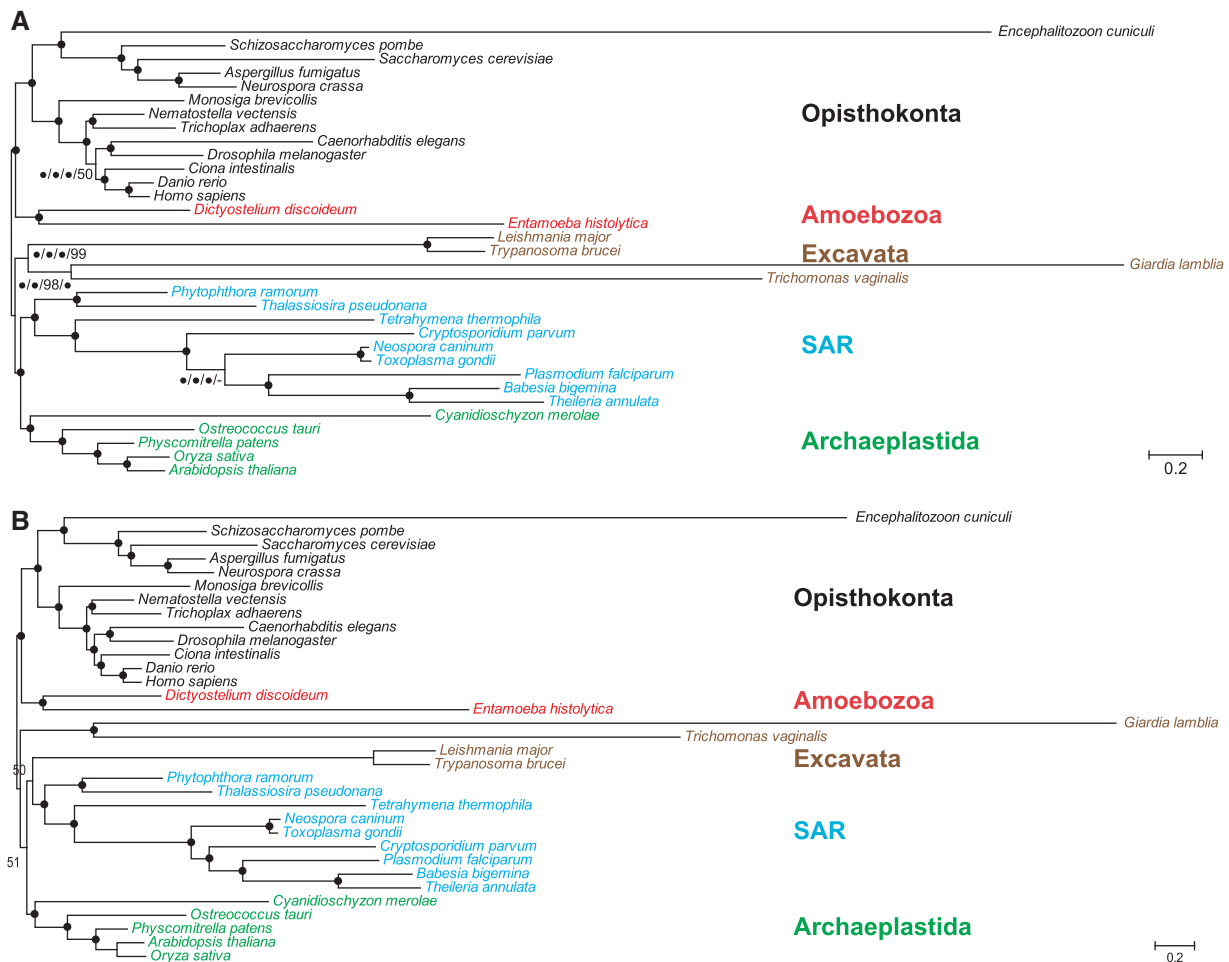 A
Encephalitozoon cuniculi
Schizosaccharomyces pombe
Saccharomyces cerevisiae
Aspergillus fumigatus
Neurospora crassa
Monosiga brevicollis
Opisthokonta
Nematostella vectensis
Trichoplax adhaerens
Caenorhabditis elegans
Drosophila melanogaster
Ciona intestinalis
●/●/●/50
Danio rerio
Homo sapiens
Dictyostelium discoideum
Amoebozoa
Entamoeba histolytica
Leishmania major
Trypanosoma brucei
Excavata
●/●/●/99
Giardia lamblia
Trichomonas vaginalis
●/●/98/●
Phytophthora ramorum
Thalassiosira pseudonana
Tetrahymena thermophila
Cryptosporidium parvum
SAR
Neospora caninum
Toxoplasma gondii
Plasmodium falciparum
●/●/●/-
Babesia bigemina
Theileria annulata
Cyanidioschyzon merolae
Ostreococcus tauri
Archaeplastida
Physcomitrella patens
Oryza sativa
Arabidopsis thaliana
0.2
B
Encephalitozoon cuniculi
Schizosaccharomyces pombe
Saccharomyces cerevisiae
Aspergillus fumigatus
Neurospora crassa
Monosiga brevicollis
Opisthokonta
Nematostella vectensis
Trichoplax adhaerens
Caenorhabditis elegans
Drosophila melanogaster
Ciona intestinalis
Danio rerio
Homo sapiens
Dictyostelium discoideum
Amoebozoa
Entamoeba histolytica
Giardia lamblia
Trichomonas vaginalis
Leishmania major
Excavata
Trypanosoma brucei
50
Phytophthora ramorum
Thalassiosira pseudonana
Tetrahymena thermophila
Neospora caninum
SAR
Toxoplasma gondii
Cryptosporidium parvum
Plasmodium falciparum
51
Babesia bigemina
Theileria annulata
Cyanidioschyzon merolae
Ostreococcus tauri
Archaeplastida
Physcomitrella patens
Arabidopsis thaliana
Oryza sativa
0.2